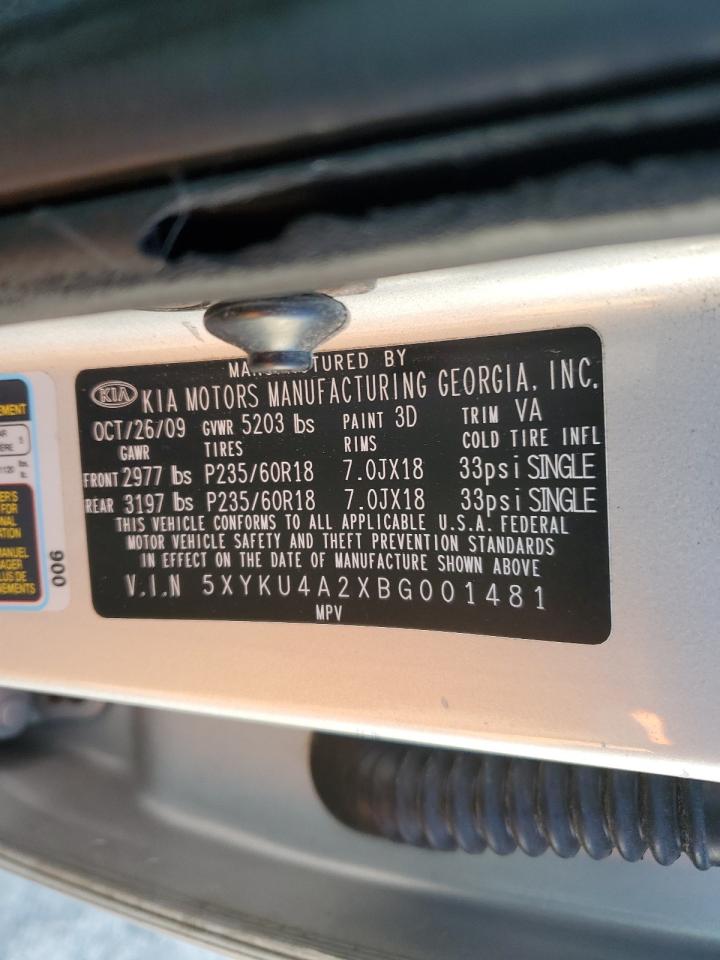 MANUFACTURED BY
KIA KIA MOTORS MANUFACTURING GEORGIA, INC.
OCT/26/09 GVWR 5203 lbs PAINT 3D TRIM VA
GAWR TIRES RIMS COLD TIRE INFL
FRONT 2977 lbs P235/60R18 7.0JX18 33psi SINGLE
REAR 3197 lbs P235/60R18 7.0JX18 33psi SINGLE
THIS VEHICLE CONFORMS TO ALL APPLICABLE U.S.A. FEDERAL
MOTOR VEHICLE SAFETY AND THEFT PREVENTION STANDARDS
IN EFFECT ON THE DATE OF MANUFACTURE SHOWN ABOVE
V.I.N 5XYKU4A2XBG001481
MPV
006